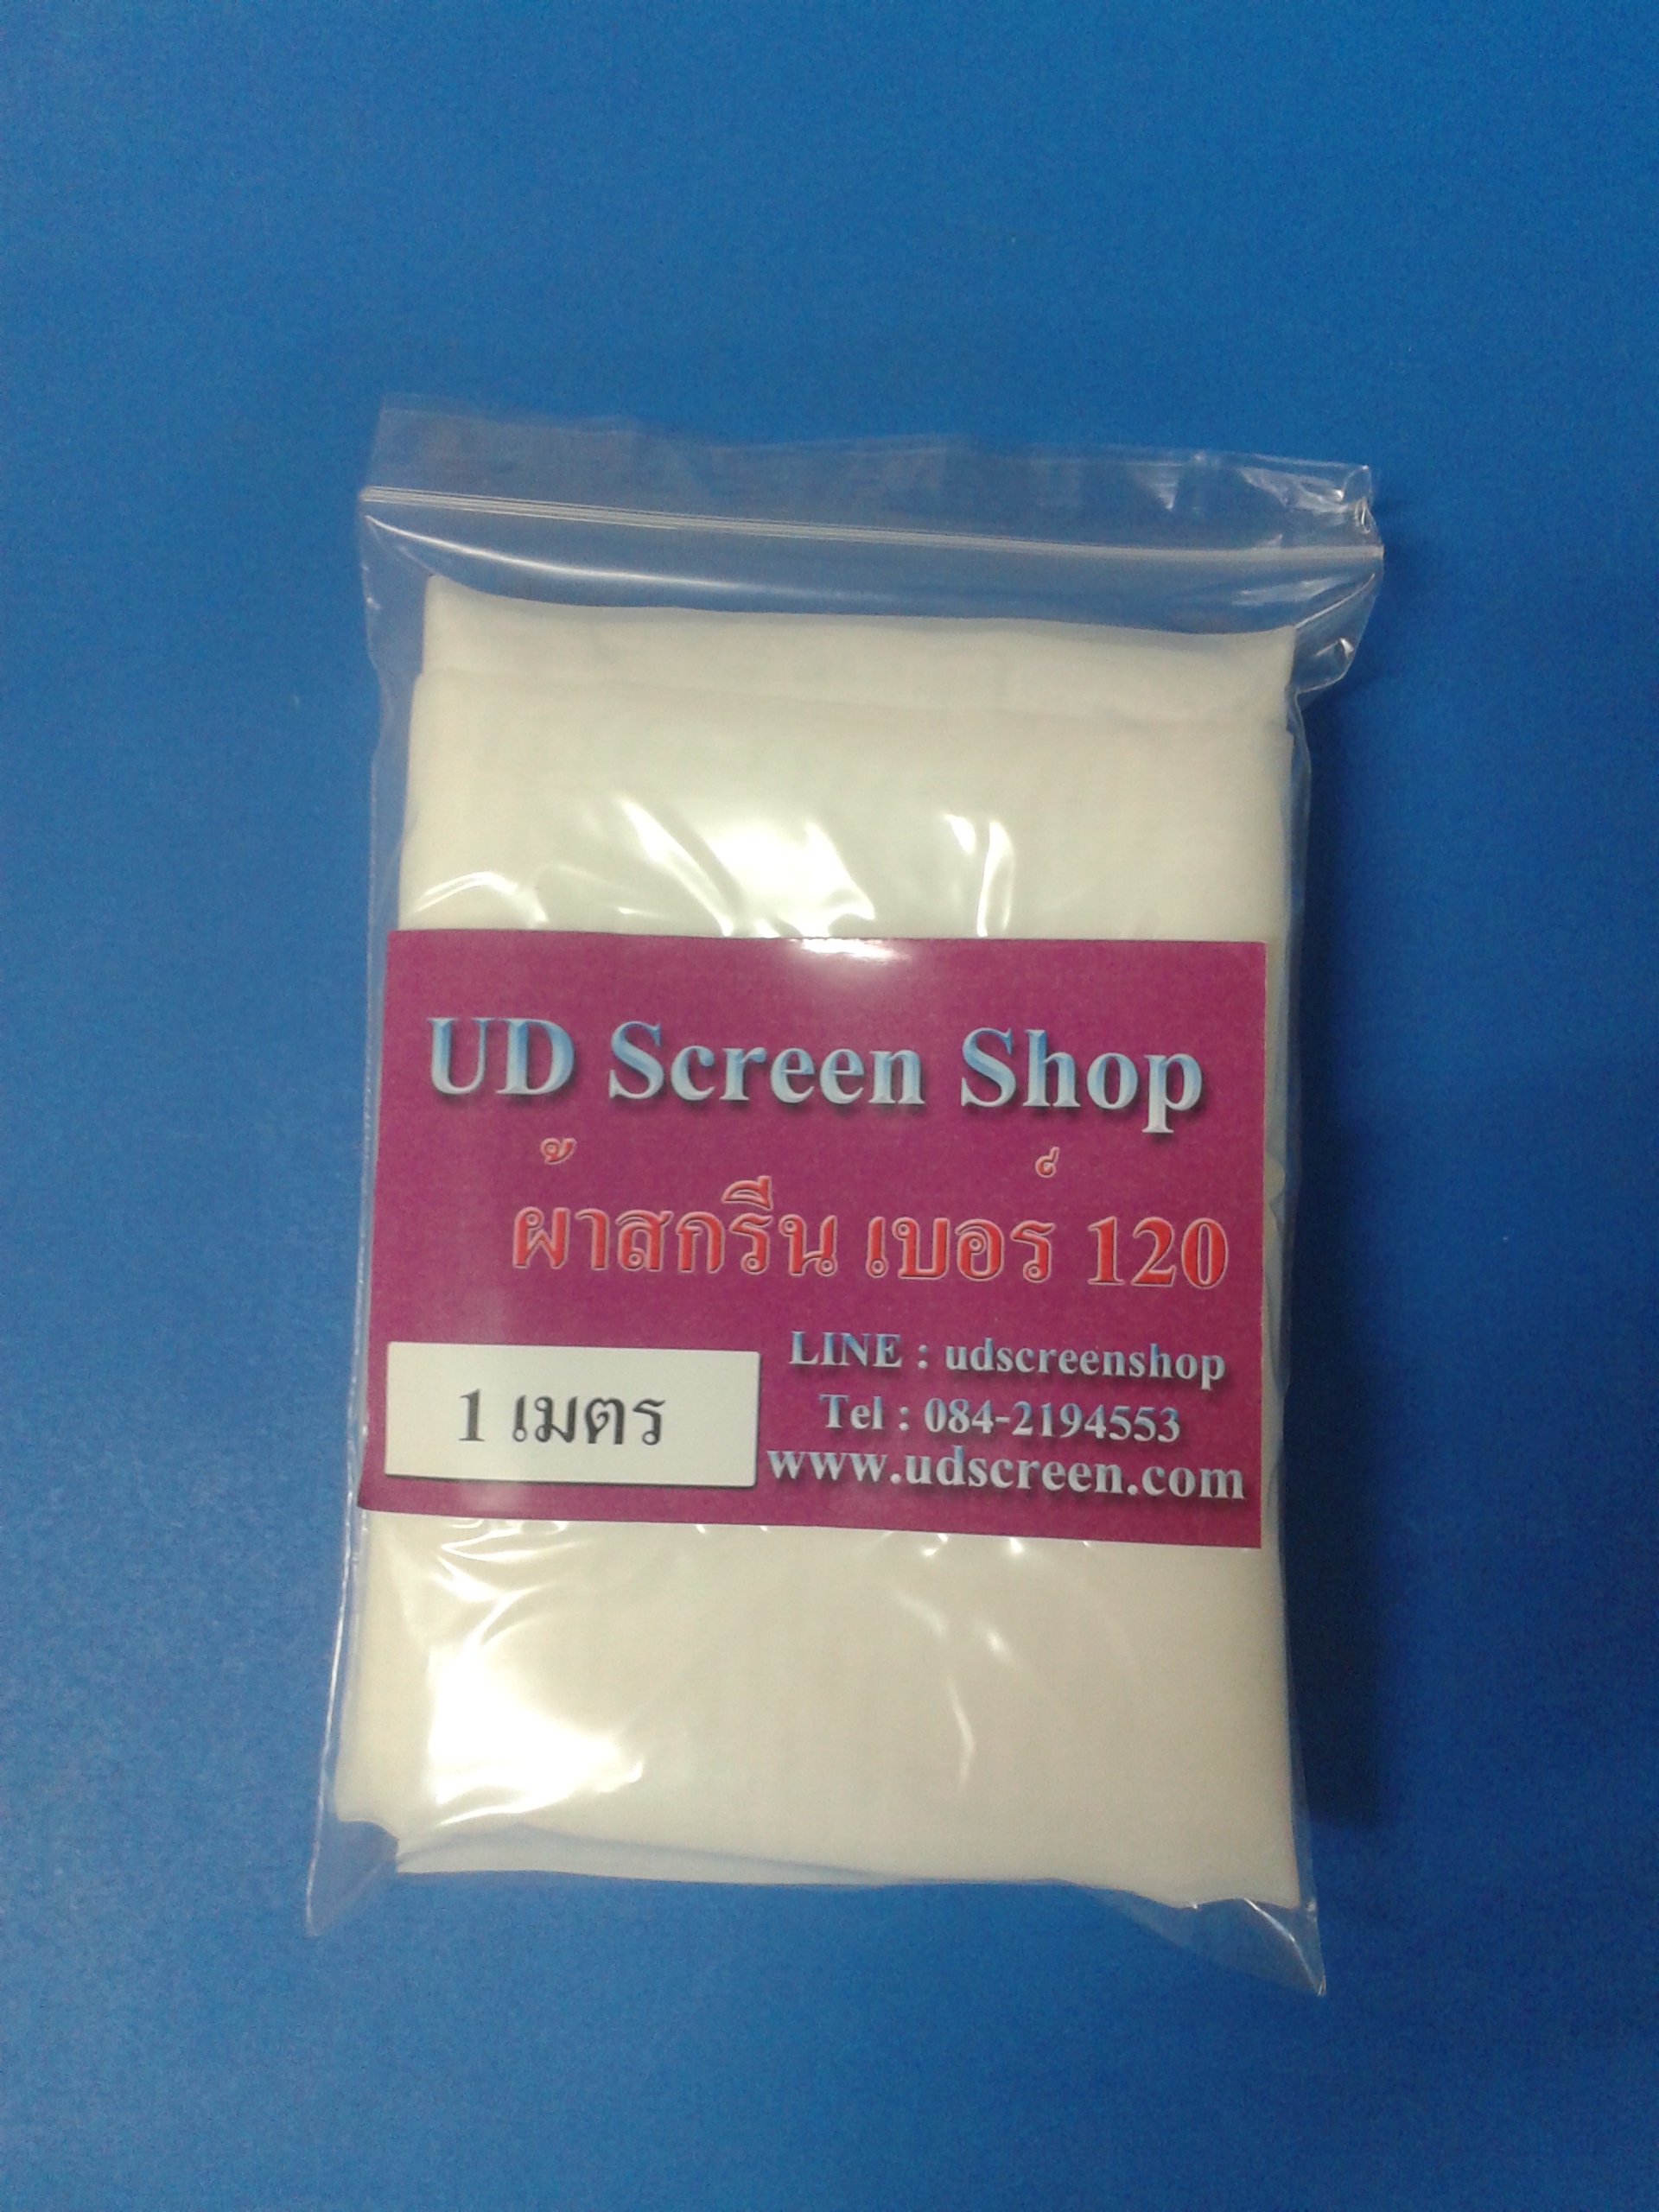 UD Screen Shop
ผ้าสกรีน เบอร์ 120
LINE : udscreenshop
1 เมตร
Tel : 084-2194553
www.udscreen.com